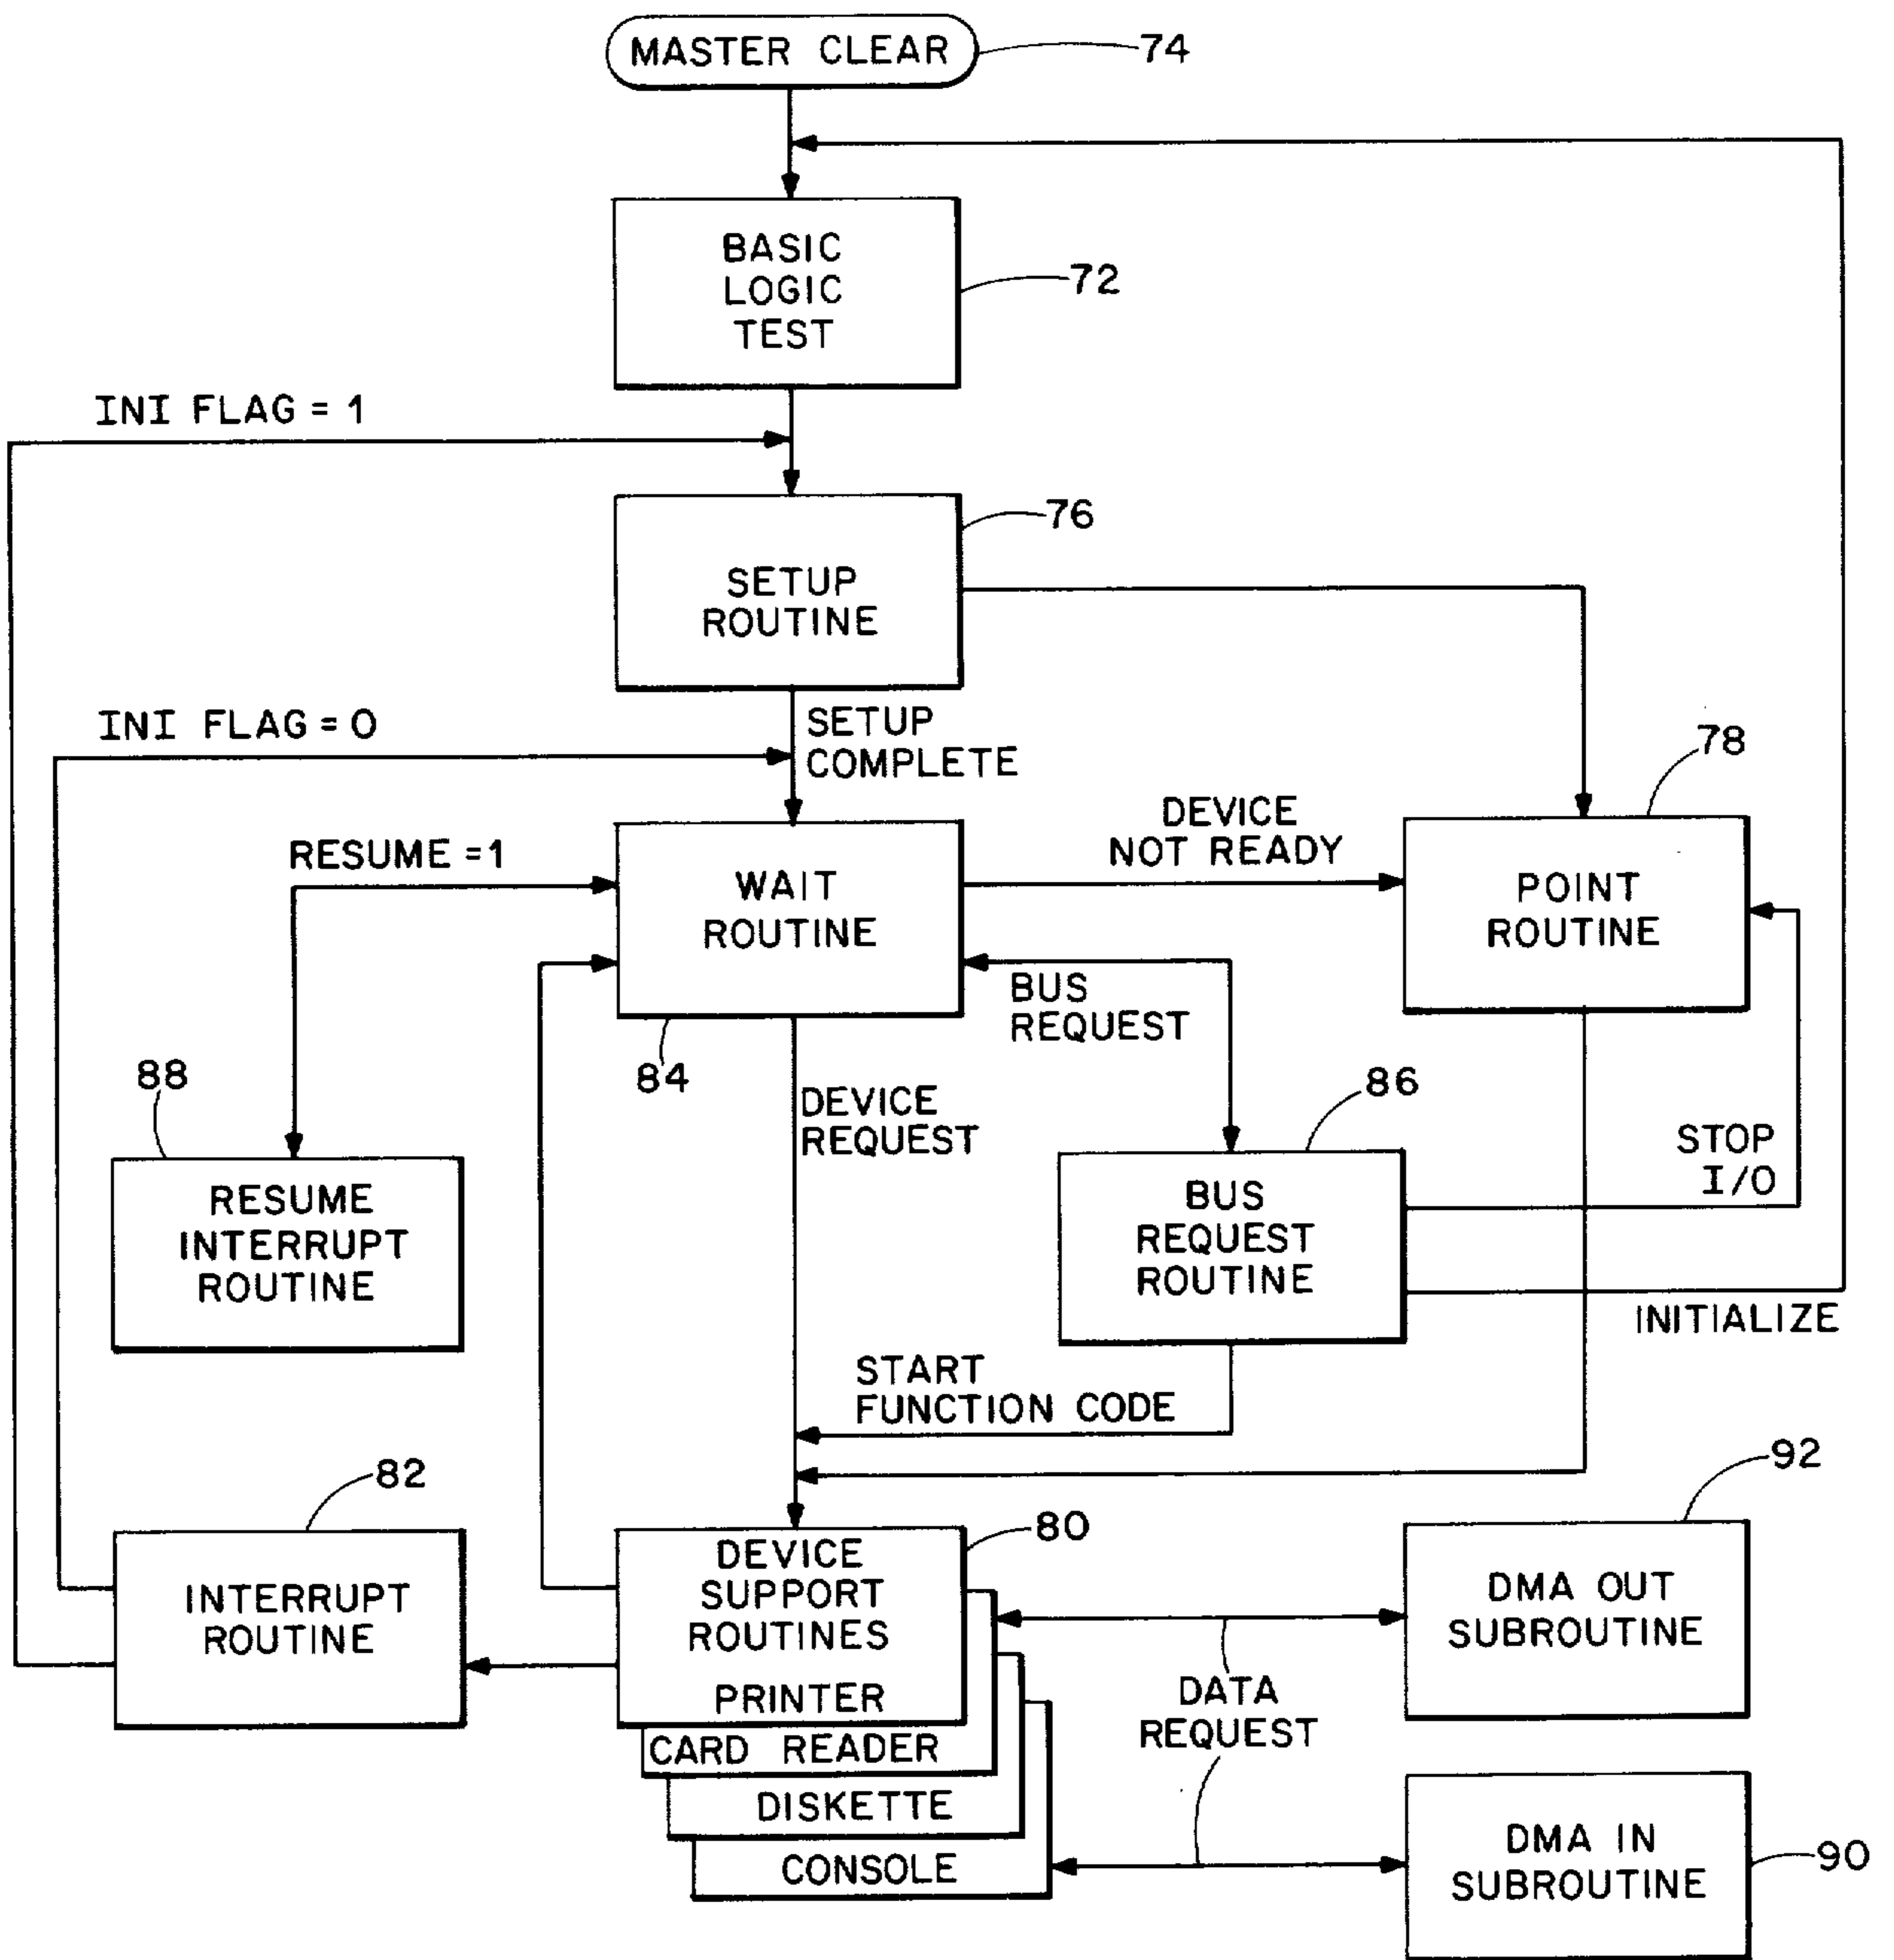 MASTER CLEAR
74
BASIC
LOGIC
TEST
72
INI FLAG = 1
76
SETUP
ROUTINE
INI FLAG = 0
SETUP
COMPLETE
78
RESUME = 1
WAIT
ROUTINE
DEVICE
NOT READY
POINT
ROUTINE
BUS
REQUEST
84
88
DEVICE
REQUEST
86
STOP
I/O
RESUME
INTERRUPT
ROUTINE
BUS
REQUEST
ROUTINE
INITIALIZE
START
FUNCTION CODE
82
92
80
INTERRUPT
ROUTINE
DEVICE
SUPPORT
ROUTINES
PRINTER
CARD READER
DISKETTE
CONSOLE
DATA
REQUEST
DMA OUT
SUBROUTINE
DMA IN
SUBROUTINE
90